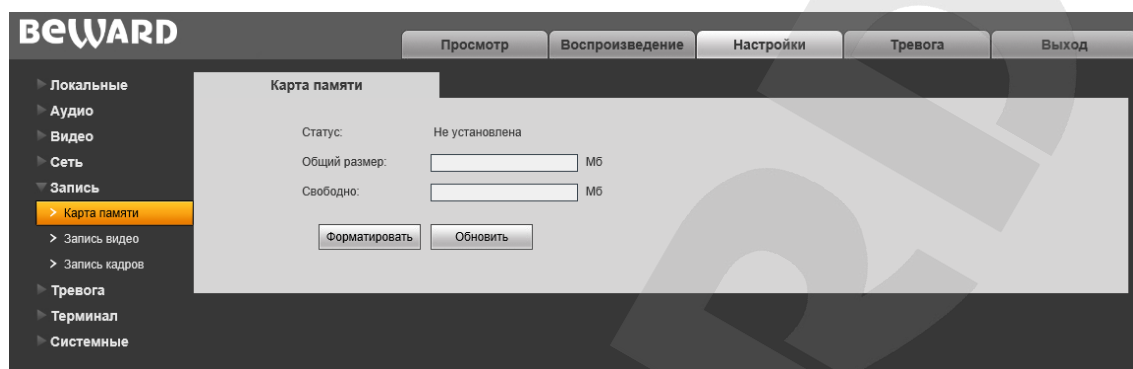 BEWARD
Просмотр Воспроизведение Настройки Тревога Выход
Локальные
Аудио
Видео
Сеть
Запись
> Карта памяти
> Запись видео
> Запись кадров
Тревога
Терминал
Системные
Карта памяти
Статус: Не установлена
Общий размер: Мб
Свободно: Мб
Форматировать Обновить